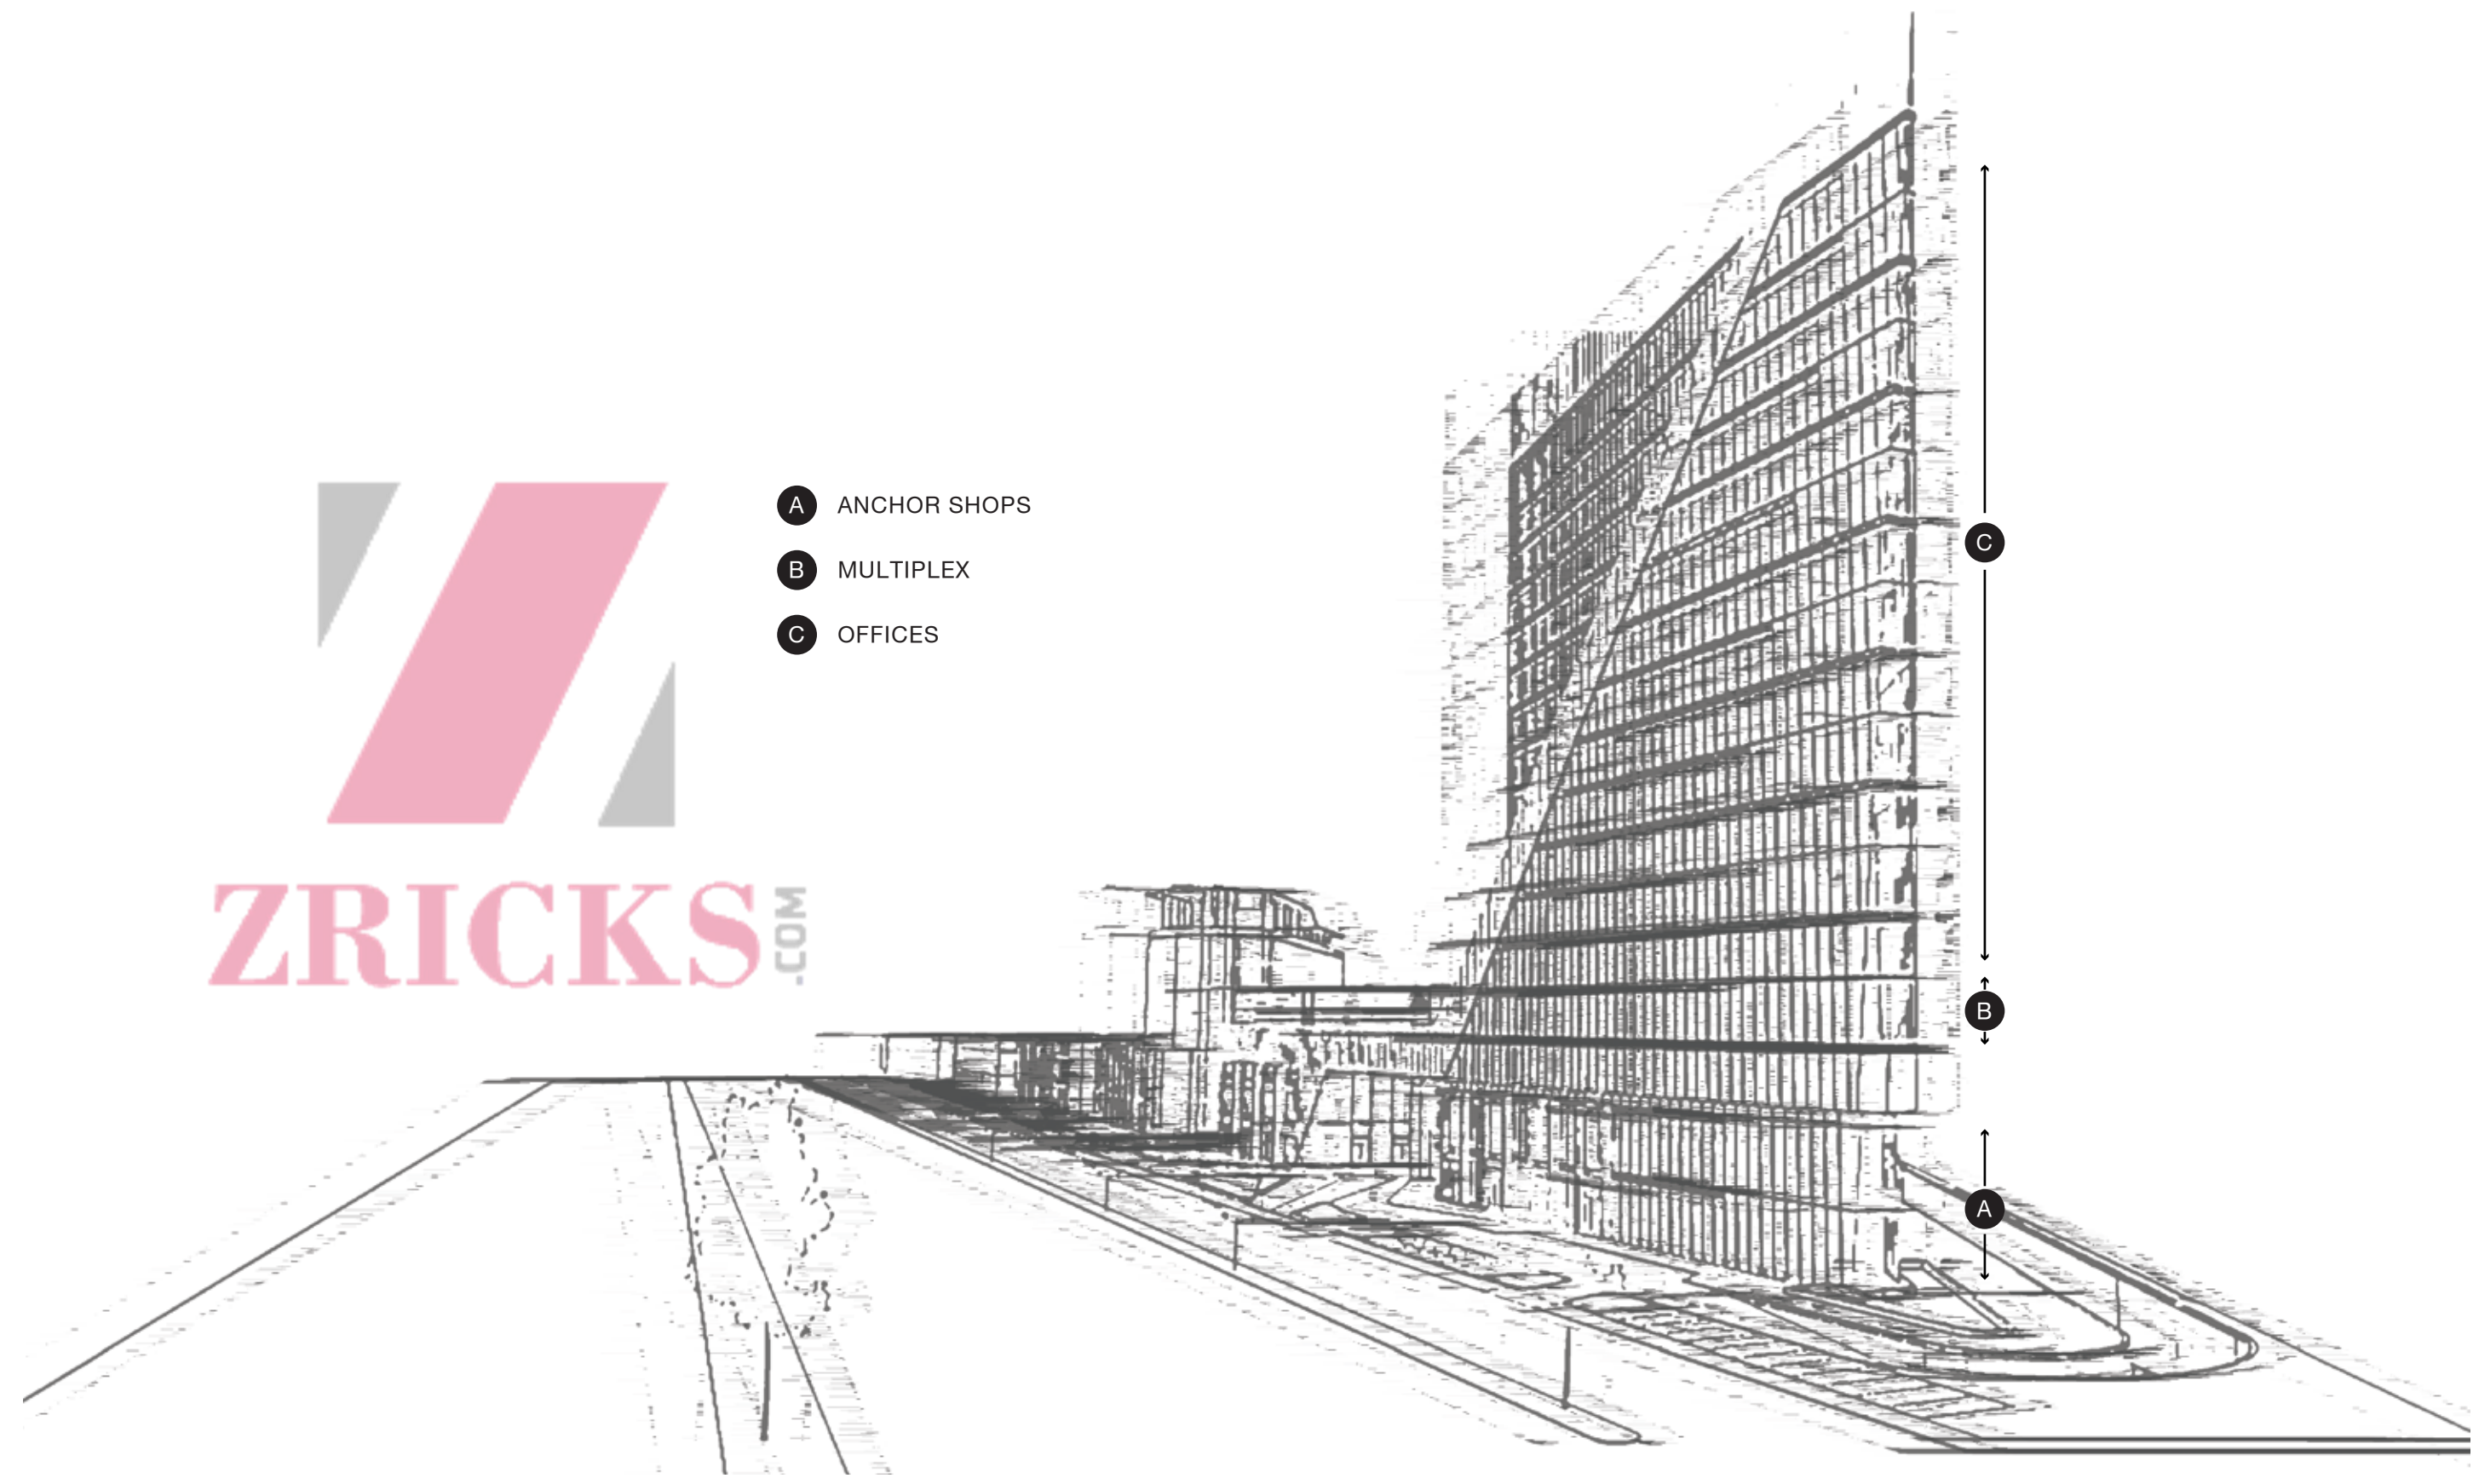 A ANCHOR SHOPS
B MULTIPLEX
C OFFICES
ZRICKS.COM
C
B
A